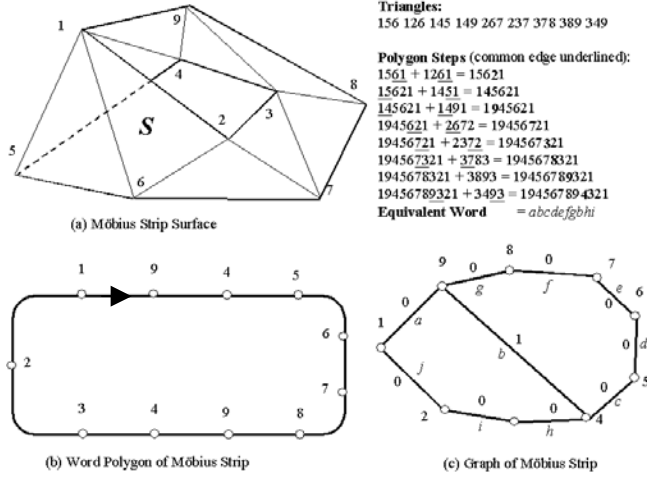 Triangles:
156 126 145 149 267 237 378 389 349
Polygon Steps (common edge underlined):
1561 + 1261 = 15621
15621 + 1451 = 145621
145621 + 1491 = 1945621
1945621 + 2672 = 19456721
19456721 + 2372 = 194567321
194567321 + 3783 = 1945678321
1945678321 + 3893 = 19456789321
19456789321 + 3493 = 194567894321
Equivalent Word = abcdefgbhi
1
9
4
S
2
3
8
5
6
7
(a) Möbius Strip Surface
1
9
4
5
2
6
7
3
4
9
8
(b) Word Polygon of Möbius Strip
9
0
g
8
0
f
7
e
0
6
0
a
1
b
1
0
d
j
0
0
c
5
2
0
i
0
h
4
(c) Graph of Möbius Strip